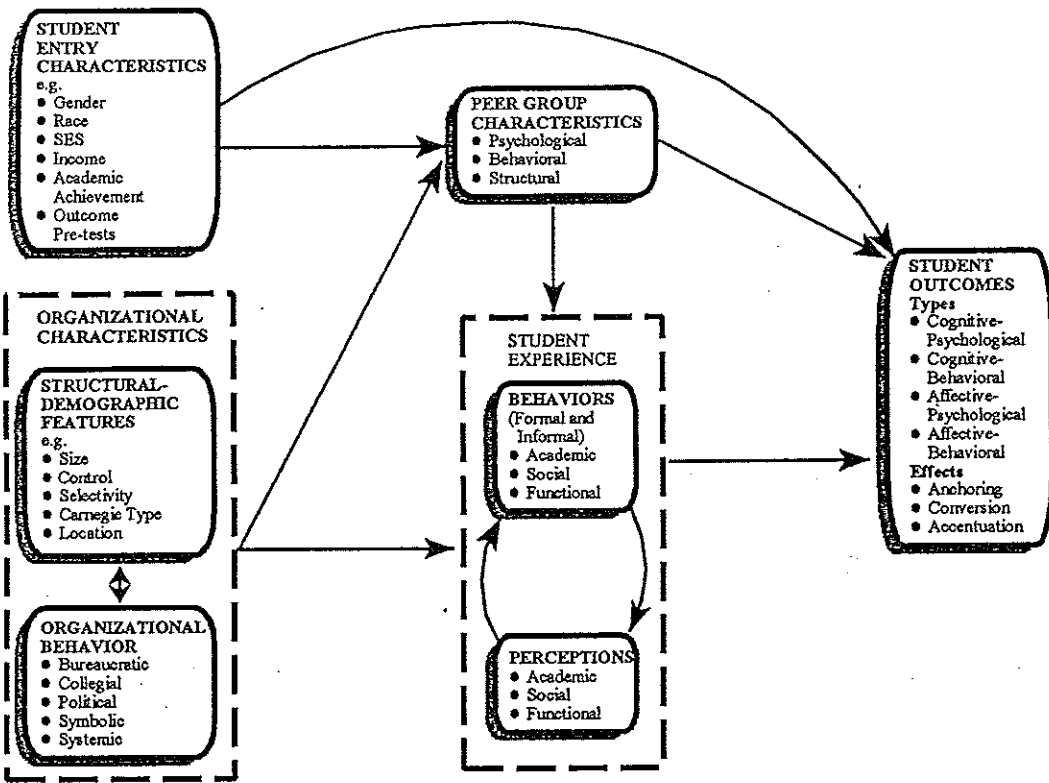 STUDENT
ENTRY
CHARACTERISTICS
e.g.
● Gender
● Race
● SES
● Income
● Academic
Achievement
● Outcome
Pre-tests
PEER GROUP
CHARACTERISTICS
● Psychological
● Behavioral
● Structural
ORGANIZATIONAL
CHARACTERISTICS
STRUCTURAL-
DEMOGRAPHIC
FEATURES
e.g.
● Size
● Control
● Selectivity
● Carnegie Type
● Location
ORGANIZATIONAL
BEHAVIOR
● Bureaucratic
● Collegial
● Political
● Symbolic
● Systemic
STUDENT
EXPERIENCE
BEHAVIORS
(Formal and
Informal)
● Academic
● Social
● Functional
PERCEPTIONS
● Academic
● Social
● Functional
STUDENT
OUTCOMES
Types
● Cognitive-
Psychological
● Cognitive-
Behavioral
● Affective-
Psychological
● Affective-
Behavioral
Effects
● Anchoring
● Conversion
● Accentuation